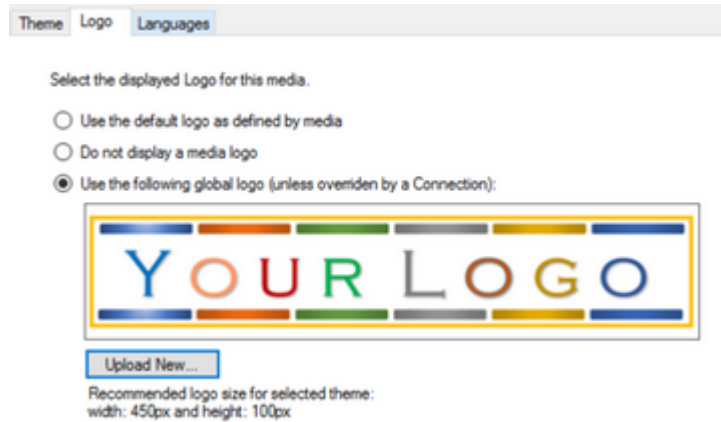 Theme Logo Languages
Select the displayed Logo for this media.
Use the default logo as defined by media
Do not display a media logo
Use the following global logo (unless overriden by a Connection):
YOUR LOGO
Upload New...
Recommended logo size for selected theme:
width: 450px and height: 100px